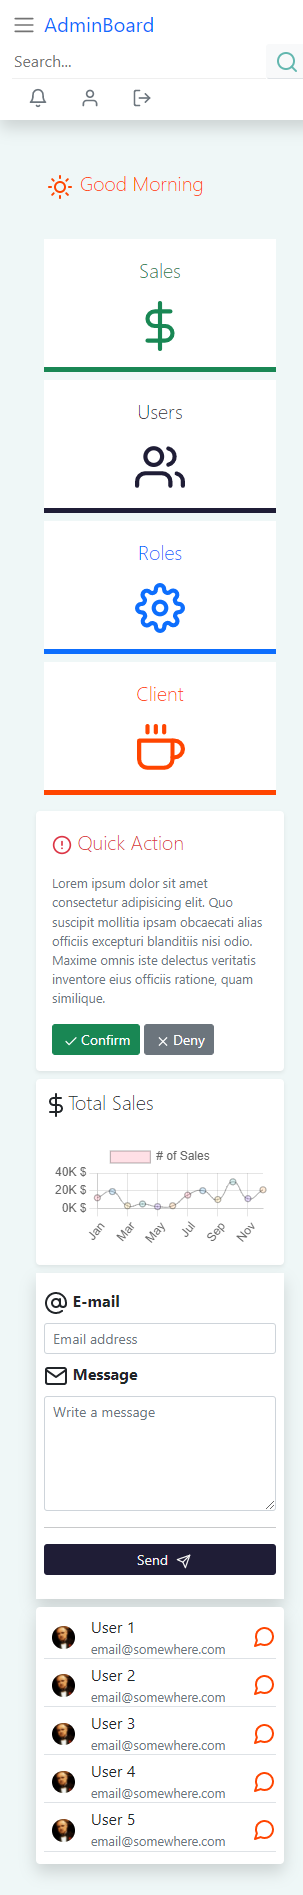 AdminBoard
Search...
Good Morning
Sales
Users
Roles
Client
Quick Action
Lorem ipsum dolor sit amet
consectetur adipisicing elit. Quo
suscipit mollitia ipsam obcaecati alias
officiis excepturi blanditiis nisi odio.
Maxime omnis iste delectus veritatis
inventore eius officiis ratione, quam
similique.
Confirm Deny
Total Sales
# of Sales
40K $
20K $
0K $
Jan Mar May Jul Sep Nov
E-mail
Email address
Message
Write a message
Send
User 1
email@somewhere.com
User 2
email@somewhere.com
User 3
email@somewhere.com
User 4
email@somewhere.com
User 5
email@somewhere.com